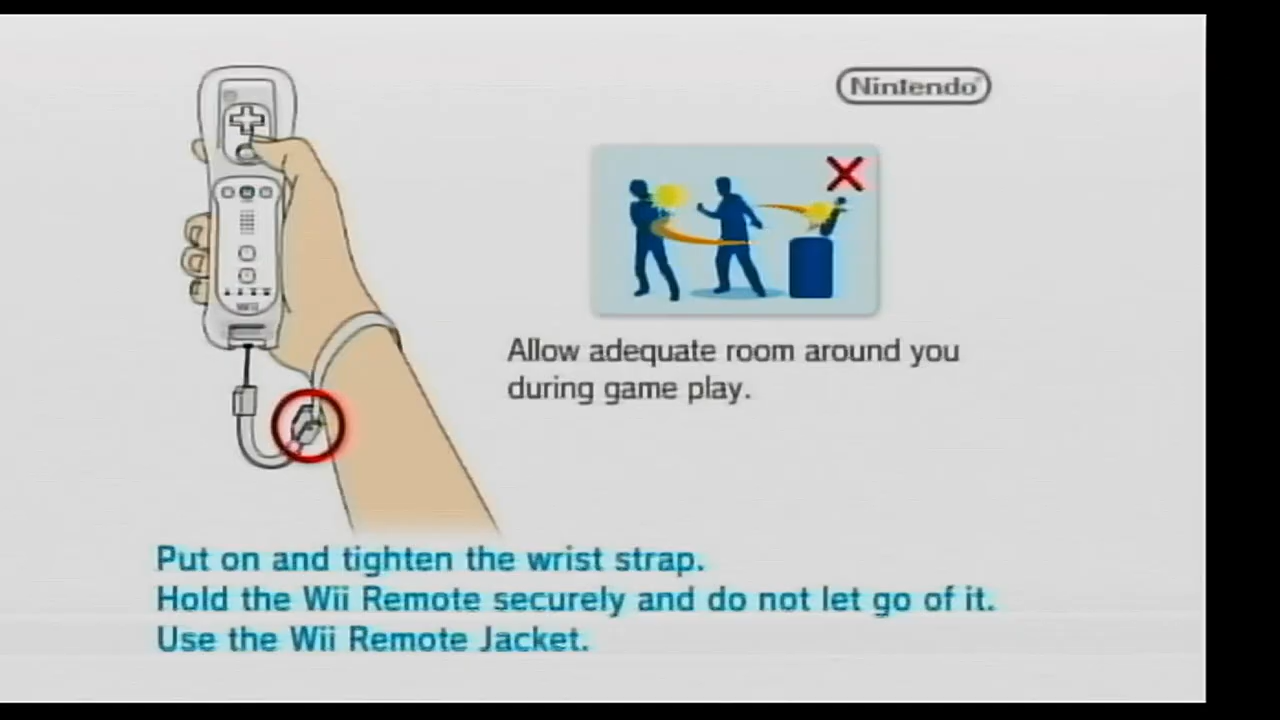 Nintendo
Allow adequate room around you
during game play.
Put on and tighten the wrist strap.
Hold the Wii Remote securely and do not let go of it.
Use the Wii Remote Jacket.